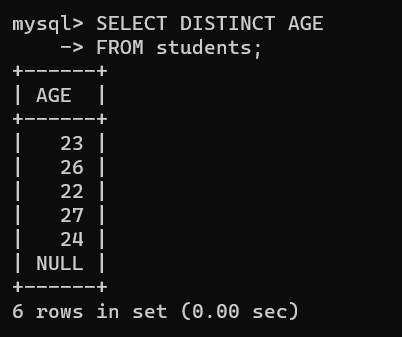 mysql> SELECT DISTINCT AGE
    -> FROM students;
+------+
| AGE  |
+------+
|   23 |
|   26 |
|   22 |
|   27 |
|   24 |
| NULL |
+------+
6 rows in set (0.00 sec)